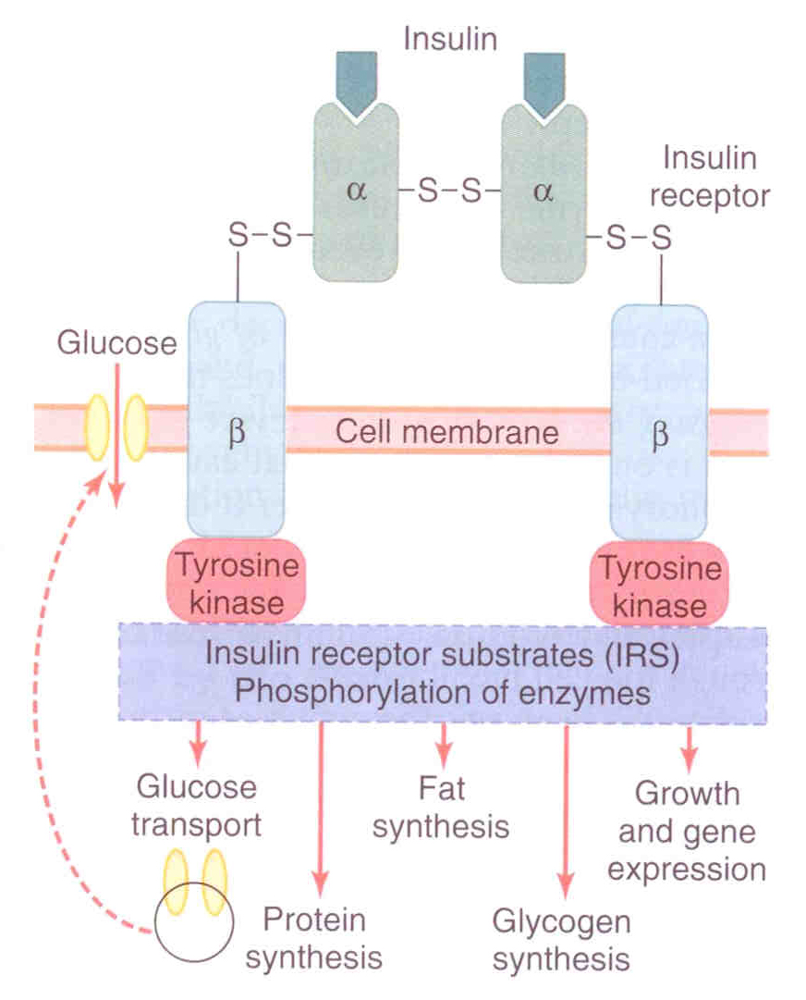 Insulin
α
–S–S–
α
Insulin
receptor
S–S–
–S–S
Glucose
β
Cell membrane
β
Tyrosine
kinase
Tyrosine
kinase
Insulin receptor substrates (IRS)
Phosphorylation of enzymes
Glucose
transport
Fat
synthesis
Growth
and gene
expression
Protein
synthesis
Glycogen
synthesis